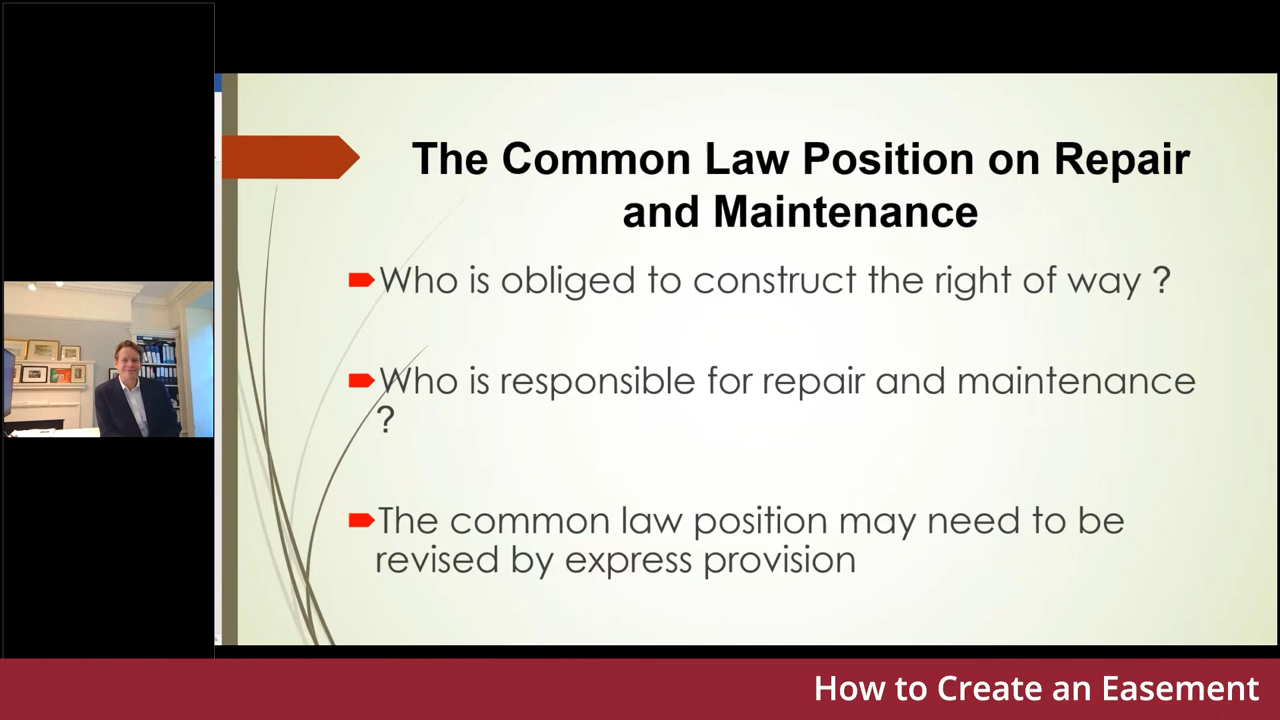 The Common Law Position on Repair
and Maintenance
Who is obliged to construct the right of way ?
Who is responsible for repair and maintenance
?
The common law position may need to be
revised by express provision
How to Create an Easement